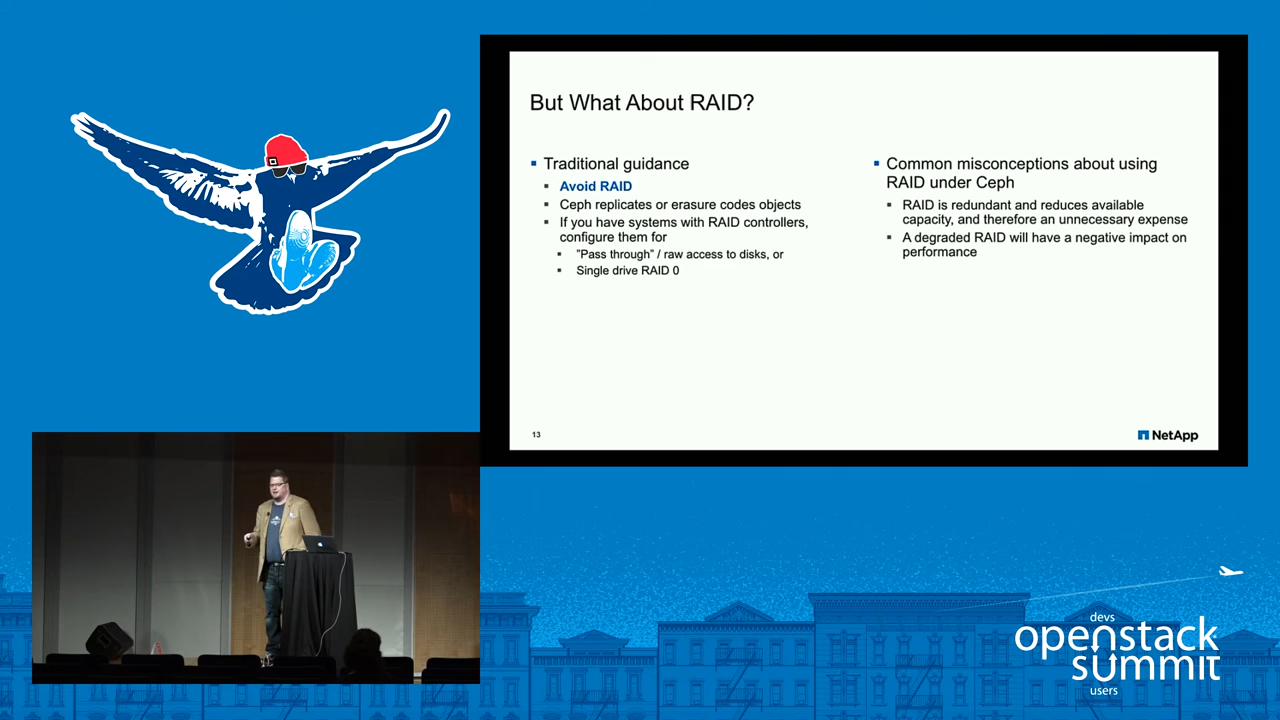 But What About RAID?
▪ Traditional guidance
▪ Avoid RAID
▪ Ceph replicates or erasure codes objects
▪ If you have systems with RAID controllers,
configure them for
▪ ”Pass through” / raw access to disks, or
▪ Single drive RAID 0
▪ Common misconceptions about using
RAID under Ceph
▪ RAID is redundant and reduces available
capacity, and therefore an unnecessary expense
▪ A degraded RAID will have a negative impact on
performance
13
NetApp
devs
openstack
summit
users